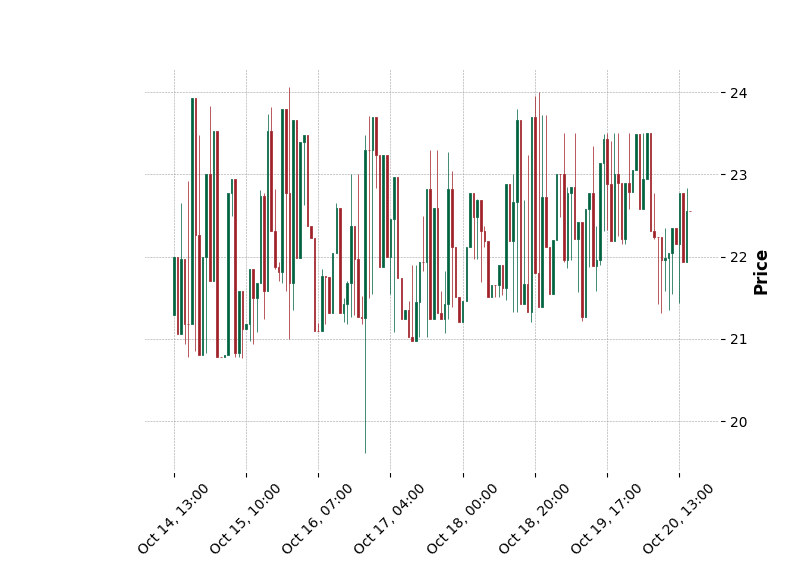 24
23
22
21
20
Price
Oct 14, 13:00
Oct 15, 10:00
Oct 16, 07:00
Oct 17, 04:00
Oct 18, 00:00
Oct 18, 20:00
Oct 19, 17:00
Oct 20, 13:00